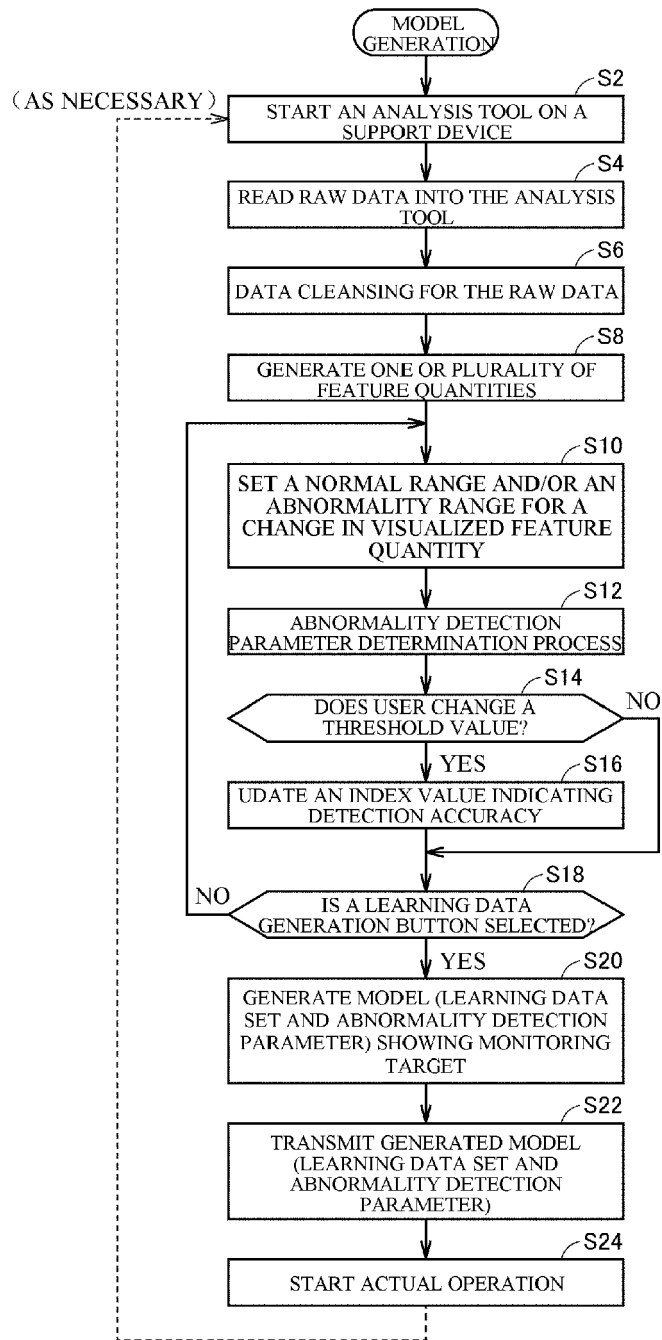 MODEL
GENERATION
(AS NECESSARY)
S2
START AN ANALYSIS TOOL ON A
SUPPORT DEVICE
S4
READ RAW DATA INTO THE ANALYSIS
TOOL
S6
DATA CLEANSING FOR THE RAW DATA
S8
GENERATE ONE OR PLURALITY OF
FEATURE QUANTITIES
S10
SET A NORMAL RANGE AND/OR AN
ABNORMALITY RANGE FOR A
CHANGE IN VISUALIZED FEATURE
QUANTITY
S12
ABNORMALITY DETECTION
PARAMETER DETERMINATION PROCESS
S14
DOES USER CHANGE A
THRESHOLD VALUE?
NO
YES
S16
UDATE AN INDEX VALUE INDICATING
DETECTION ACCURACY
S18
NO
IS A LEARNING DATA
GENERATION BUTTON SELECTED?
YES
S20
GENERATE MODEL (LEARNING DATA
SET AND ABNORMALITY DETECTION
PARAMETER) SHOWING MONITORING
TARGET
S22
TRANSMIT GENERATED MODEL
(LEARNING DATA SET AND
ABNORMALITY DETECTION
PARAMETER)
S24
START ACTUAL OPERATION